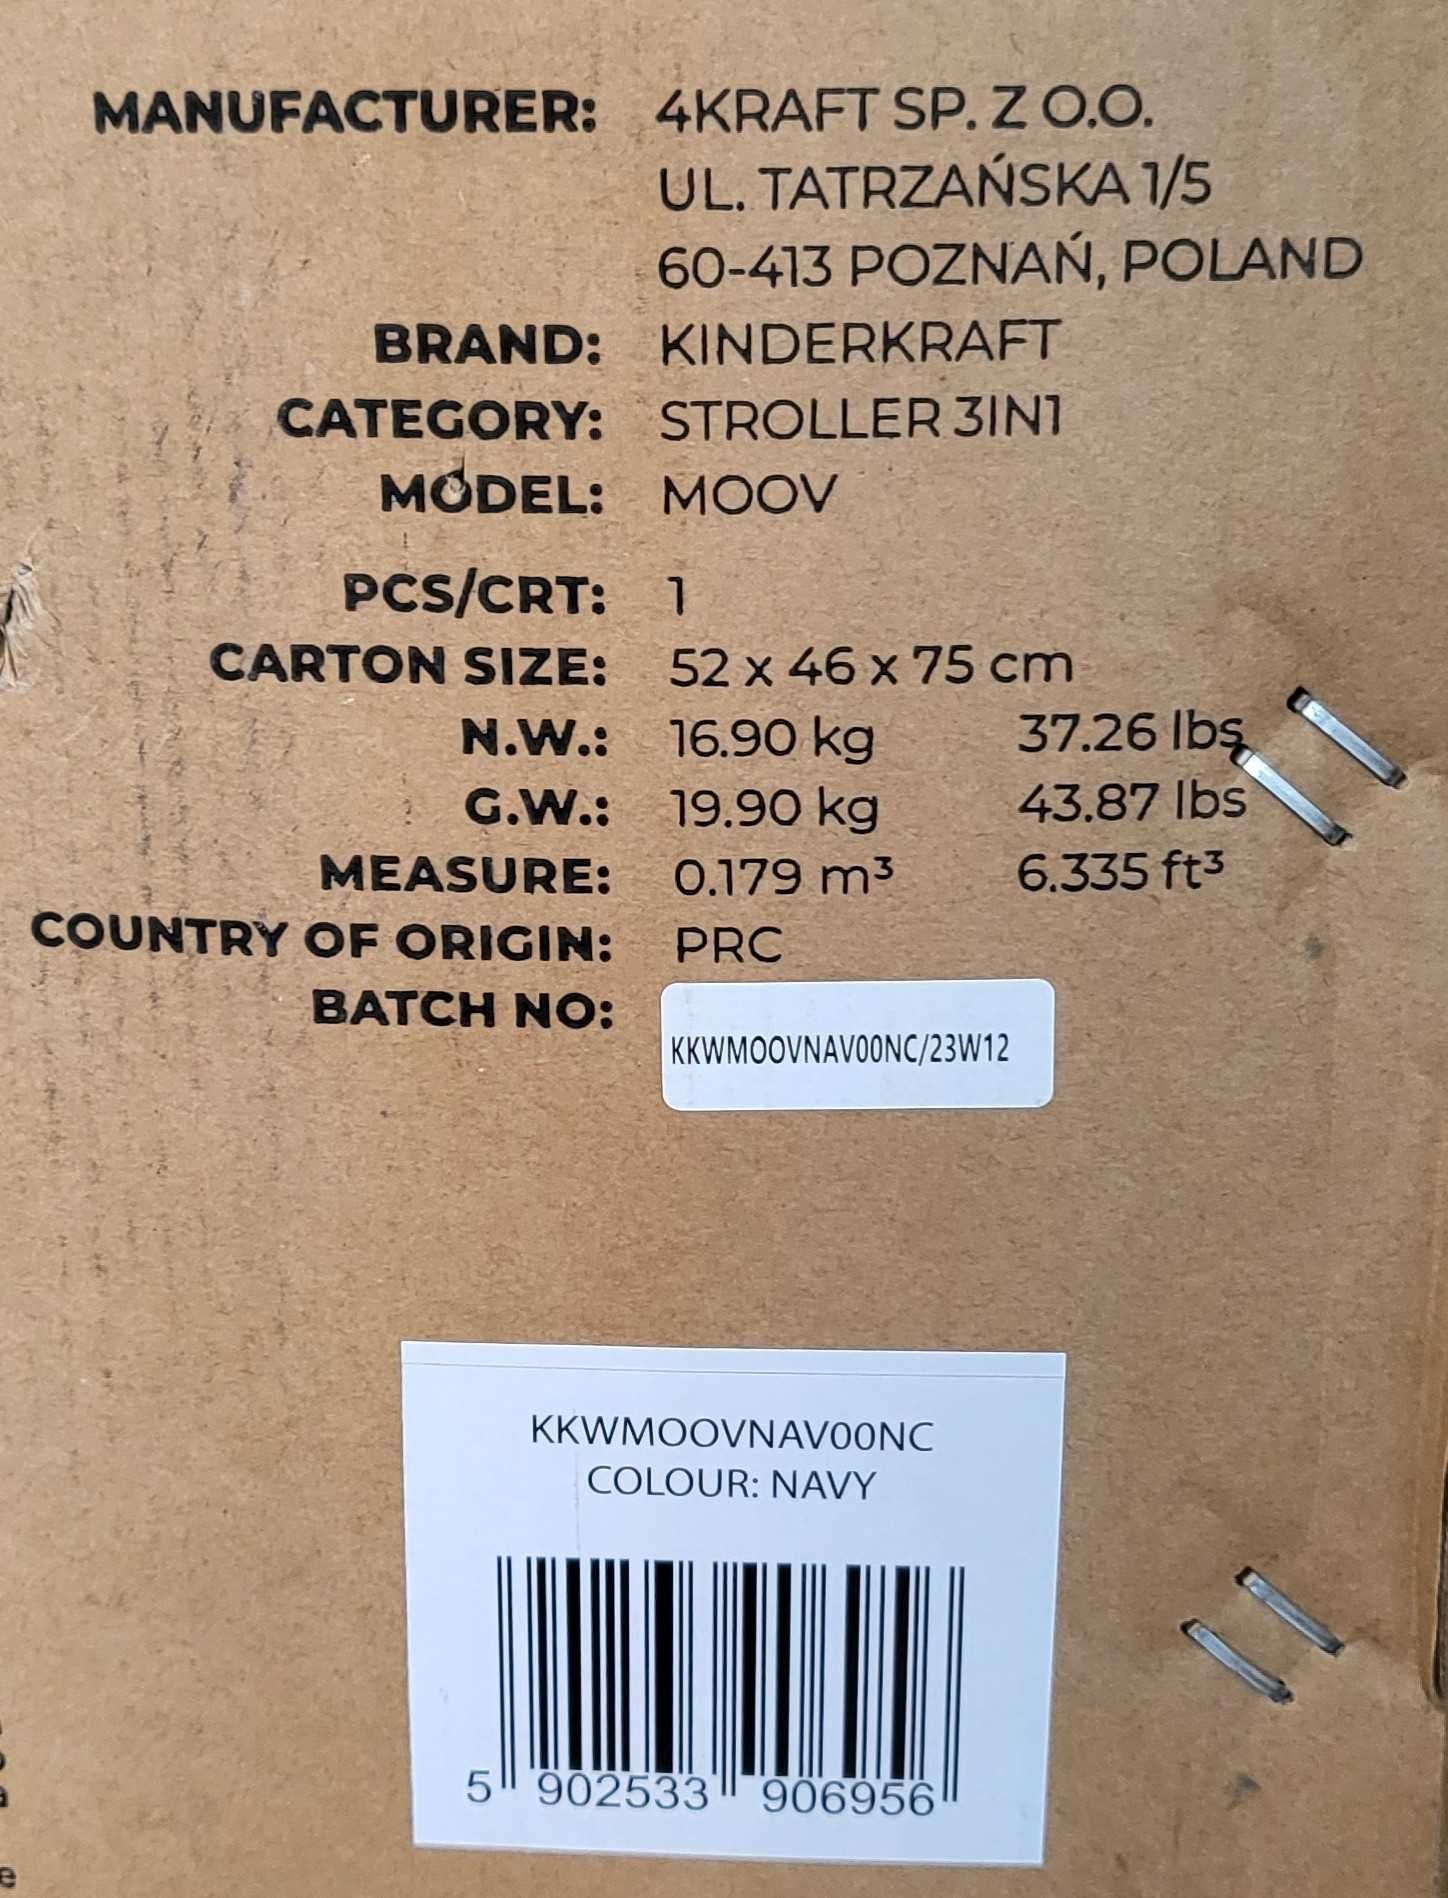 MANUFACTURER: 4KRAFT SP. Z O.O.
UL. TATRZAŃSKA 1/5
60-413 POZNAŃ, POLAND
BRAND: KINDERKRAFT
CATEGORY: STROLLER 3IN1
MODEL: MOOV
PCS/CRT: 1
CARTON SIZE: 52 x 46 x 75 cm
N.W.: 16.90 kg 37.26 lbs
G.W.: 19.90 kg 43.87 lbs
MEASURE: 0.179 m³ 6.335 ft³
COUNTRY OF ORIGIN: PRC
BATCH NO: KKWMOOVNAV00NC/23W12
KKWMOOVNAV00NC
COLOUR: NAVY
5 902533 906956